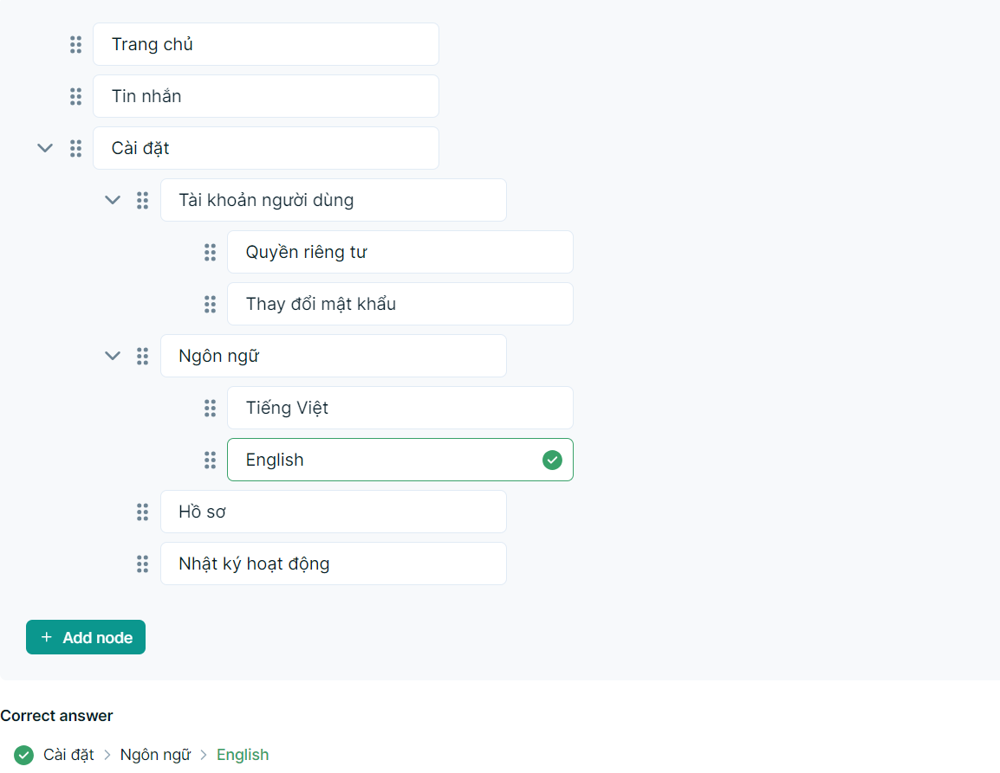 Trang chủ
Tin nhắn
Cài đặt
Tài khoản người dùng
Quyền riêng tư
Thay đổi mật khẩu
Ngôn ngữ
Tiếng Việt
English
Hồ sơ
Nhật ký hoạt động
+ Add node
Correct answer
Cài đặt > Ngôn ngữ > English